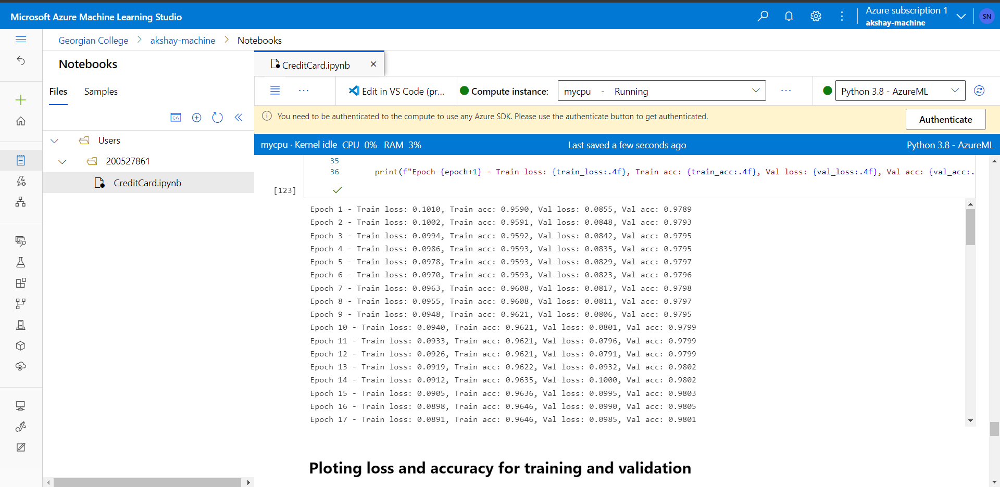 Microsoft Azure Machine Learning Studio
Azure subscription 1
akshay-machine
SN
Georgian College > akshay-machine > Notebooks
Notebooks
Files Samples
Users
200527861
CreditCard.ipynb
CreditCard.ipynb
Edit in VS Code (pr...
Compute instance:
mycpu - Running
Python 3.8 - AzureML
You need to be authenticated to the compute to use any Azure SDK. Please use the authenticate button to get authenticated.
Authenticate
mycpu · Kernel idle CPU 0% RAM 3%
Last saved a few seconds ago
Python 3.8 - AzureML
35
36 print(f"Epoch {epoch+1} - Train loss: {train_loss:.4f}, Train acc: {train_acc:.4f}, Val loss: {val_loss:.4f}, Val acc: {val_acc:.
[123]
Epoch 1 - Train loss: 0.1010, Train acc: 0.9590, Val loss: 0.0855, Val acc: 0.9789
Epoch 2 - Train loss: 0.1002, Train acc: 0.9591, Val loss: 0.0848, Val acc: 0.9793
Epoch 3 - Train loss: 0.0994, Train acc: 0.9592, Val loss: 0.0842, Val acc: 0.9795
Epoch 4 - Train loss: 0.0986, Train acc: 0.9593, Val loss: 0.0835, Val acc: 0.9795
Epoch 5 - Train loss: 0.0978, Train acc: 0.9593, Val loss: 0.0829, Val acc: 0.9797
Epoch 6 - Train loss: 0.0970, Train acc: 0.9593, Val loss: 0.0823, Val acc: 0.9796
Epoch 7 - Train loss: 0.0963, Train acc: 0.9608, Val loss: 0.0817, Val acc: 0.9798
Epoch 8 - Train loss: 0.0955, Train acc: 0.9608, Val loss: 0.0811, Val acc: 0.9797
Epoch 9 - Train loss: 0.0948, Train acc: 0.9621, Val loss: 0.0806, Val acc: 0.9795
Epoch 10 - Train loss: 0.0940, Train acc: 0.9621, Val loss: 0.0801, Val acc: 0.9799
Epoch 11 - Train loss: 0.0933, Train acc: 0.9621, Val loss: 0.0796, Val acc: 0.9799
Epoch 12 - Train loss: 0.0926, Train acc: 0.9621, Val loss: 0.0791, Val acc: 0.9799
Epoch 13 - Train loss: 0.0919, Train acc: 0.9622, Val loss: 0.0932, Val acc: 0.9802
Epoch 14 - Train loss: 0.0912, Train acc: 0.9635, Val loss: 0.1000, Val acc: 0.9802
Epoch 15 - Train loss: 0.0905, Train acc: 0.9636, Val loss: 0.0995, Val acc: 0.9803
Epoch 16 - Train loss: 0.0898, Train acc: 0.9646, Val loss: 0.0990, Val acc: 0.9805
Epoch 17 - Train loss: 0.0891, Train acc: 0.9646, Val loss: 0.0985, Val acc: 0.9801
Ploting loss and accuracy for training and validation